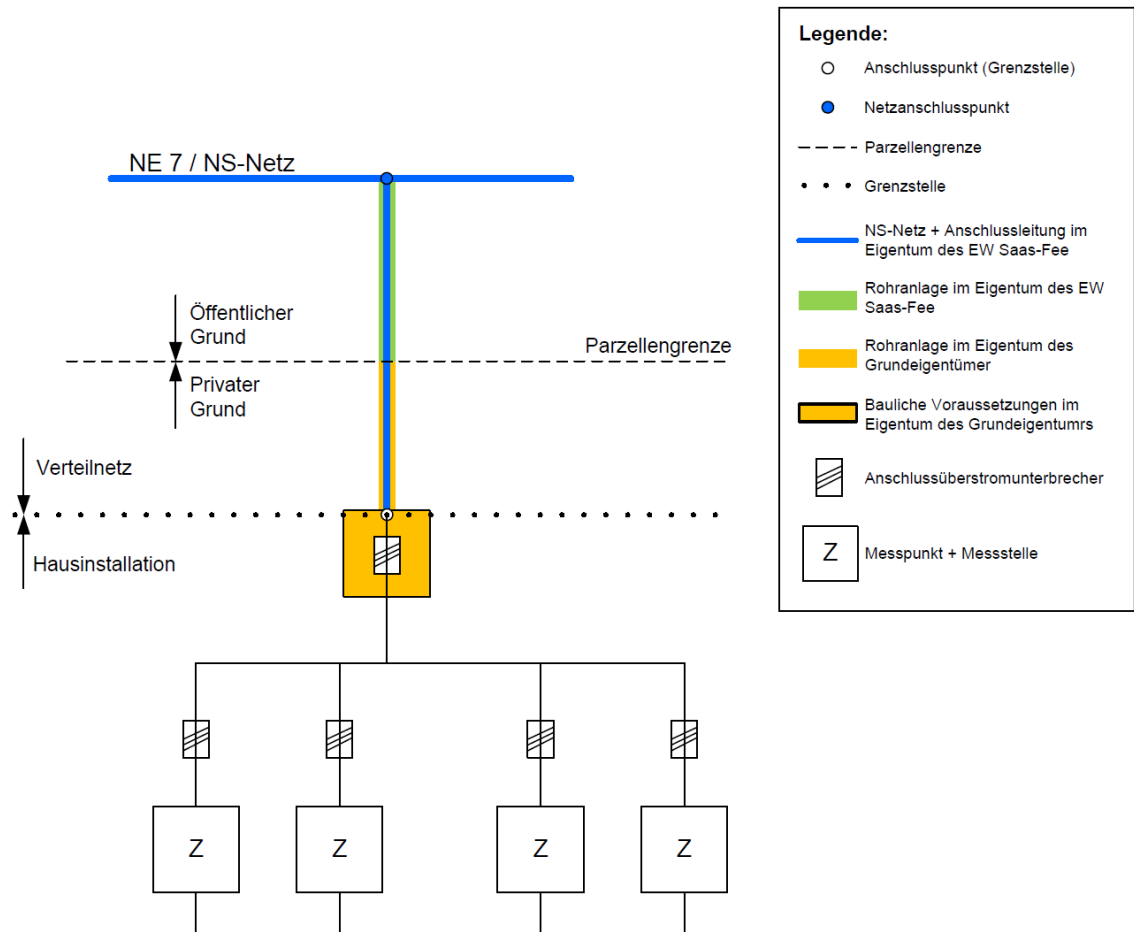 NE 7 / NS-Netz
Öffentlicher
Grund
Parzellengrenze
Privater
Grund
Verteilnetz
Hausinstallation
Z
Z
Z
Z
Legende:
Anschlusspunkt (Grenzstelle)
Netzanschlusspunkt
Parzellengrenze
Grenzstelle
NS-Netz + Anschlussleitung im
Eigentum des EW Saas-Fee
Rohranlage im Eigentum des EW
Saas-Fee
Rohranlage im Eigentum des
Grundeigentümer
Bauliche Voraussetzungen im
Eigentum des Grundeigentumrs
Anschlussüberstromunterbrecher
Z
Messpunkt + Messstelle